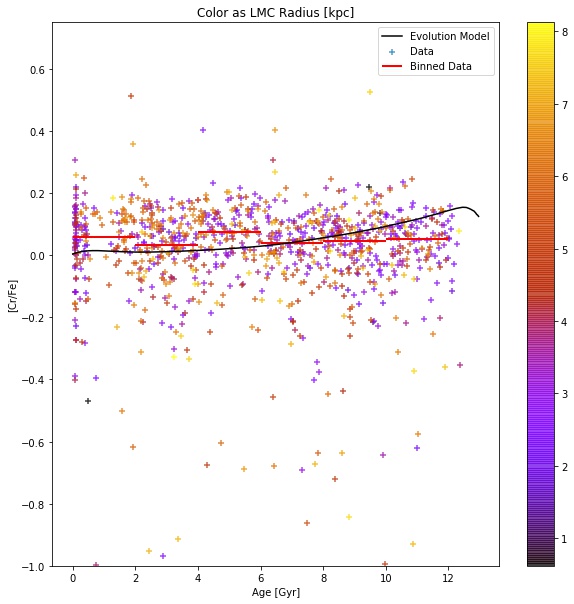 Color as LMC Radius [kpc]
Evolution Model
Data
Binned Data
[Cr/Fe]
0.6
0.4
0.2
0.0
−0.2
−0.4
−0.6
−0.8
−1.0
0 2 4 6 8 10 12
Age [Gyr]
8
7
6
5
4
3
2
1